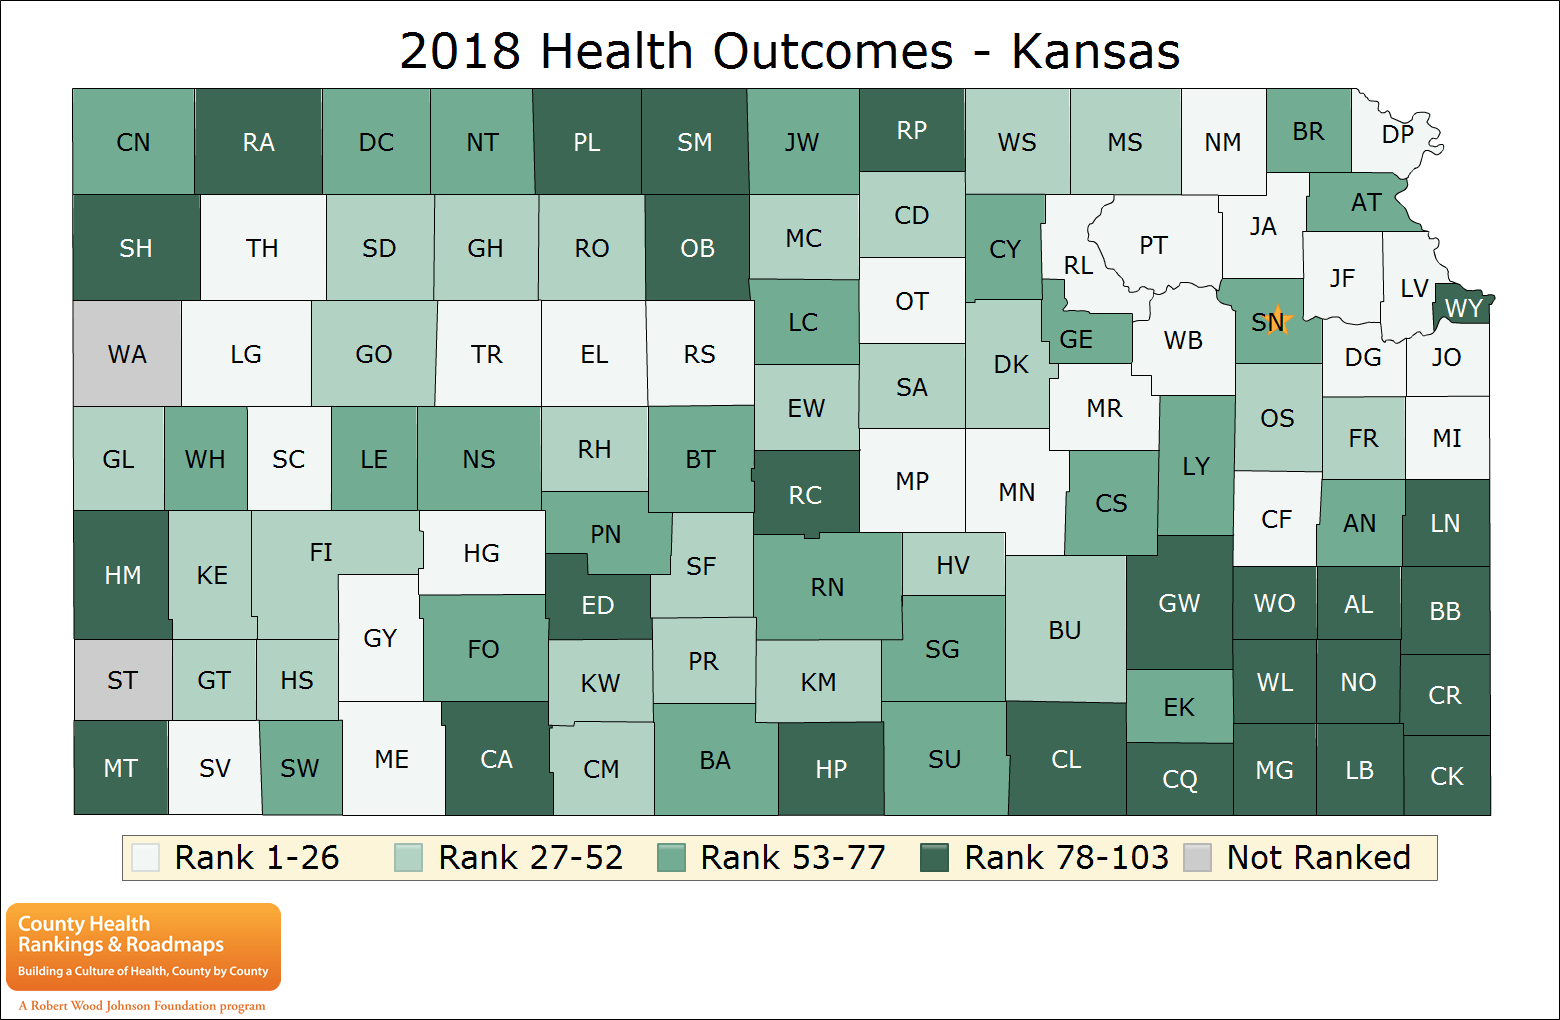 2018 Health Outcomes - Kansas
CN RA DC NT PL SM JW RP WS MS NM BR DP
SH TH SD GH RO OB MC CD CY RL PT JA AT
WA LG GO TR EL RS LC OT DK GE WB SN JF LV WY
EW SA MR OS DG JO
GL WH SC LE NS RH BT RC MP MN CS LY FR MI
HM KE FI HG PN SF RN HV CF AN LN
ED BU GW WO AL BB
ST GT HS GY FO KW PR KM SG EK WL NO CR
MT SV SW ME CA CM BA HP SU CL CQ MG LB CK
Rank 1-26 Rank 27-52 Rank 53-77 Rank 78-103 Not Ranked
County Health
Rankings & Roadmaps
Building a Culture of Health, County by County
A Robert Wood Johnson Foundation program